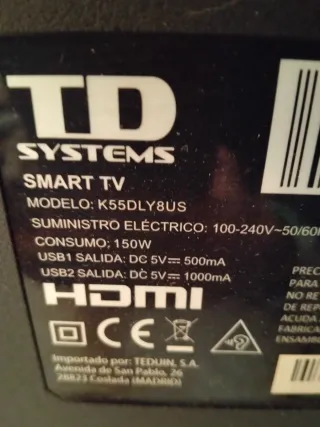 TD
SYSTEMS
SMART TV
MODELO: K55DLY8US
SUMINISTRO ELÉCTRICO: 100-240V~50/60
CONSUMO: 150W
USB1 SALIDA: DC 5V⎓ 500mA
USB2 SALIDA: DC 5V⎓ 1000mA
HDMI
CE
Importado por: TEDUIN, S.A.
Avenida de San Pablo, 26
28823 Coslada (MADRID)
PREC
PARA
NO RE
DE REP
ACUDA
FABRICA
ENSAMB